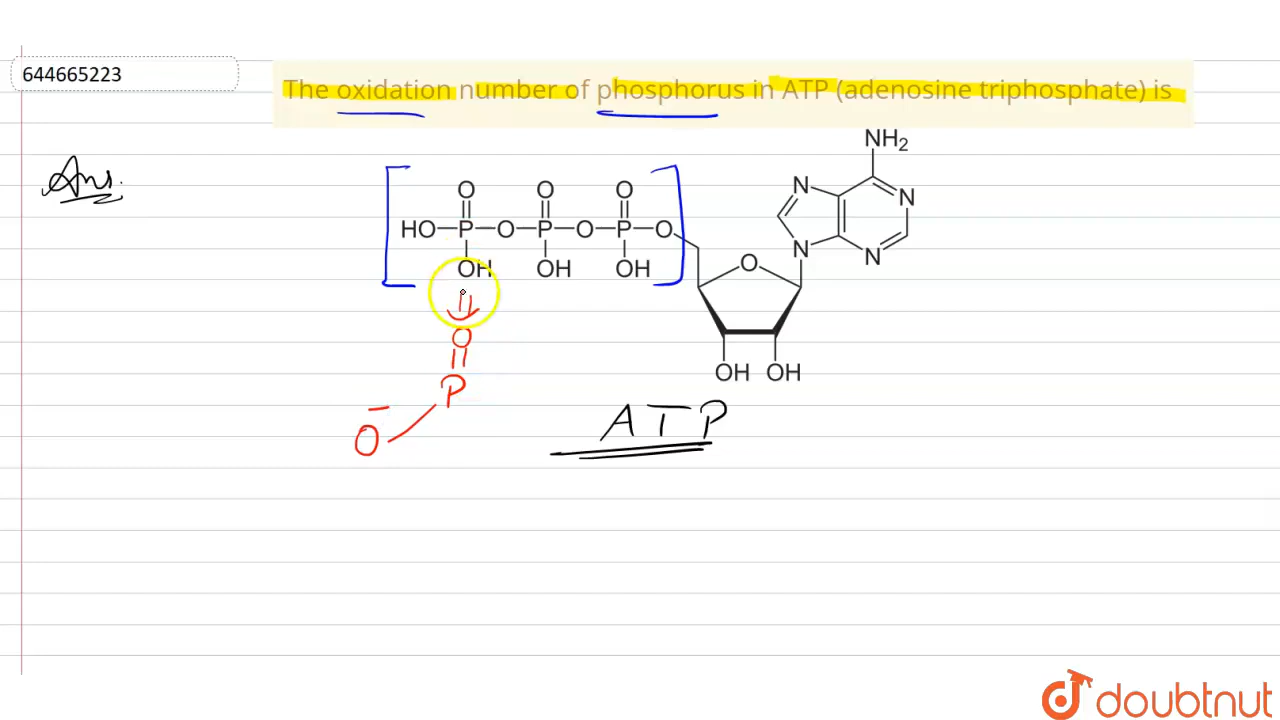 644665223
The oxidation number of phosphorus in ATP (adenosine triphosphate) is
Ans.
NH2
O O O
N N
HO P O P O P O
N N
O
OH OH OH
O
P
O–
OH OH
ATP
doubtnut